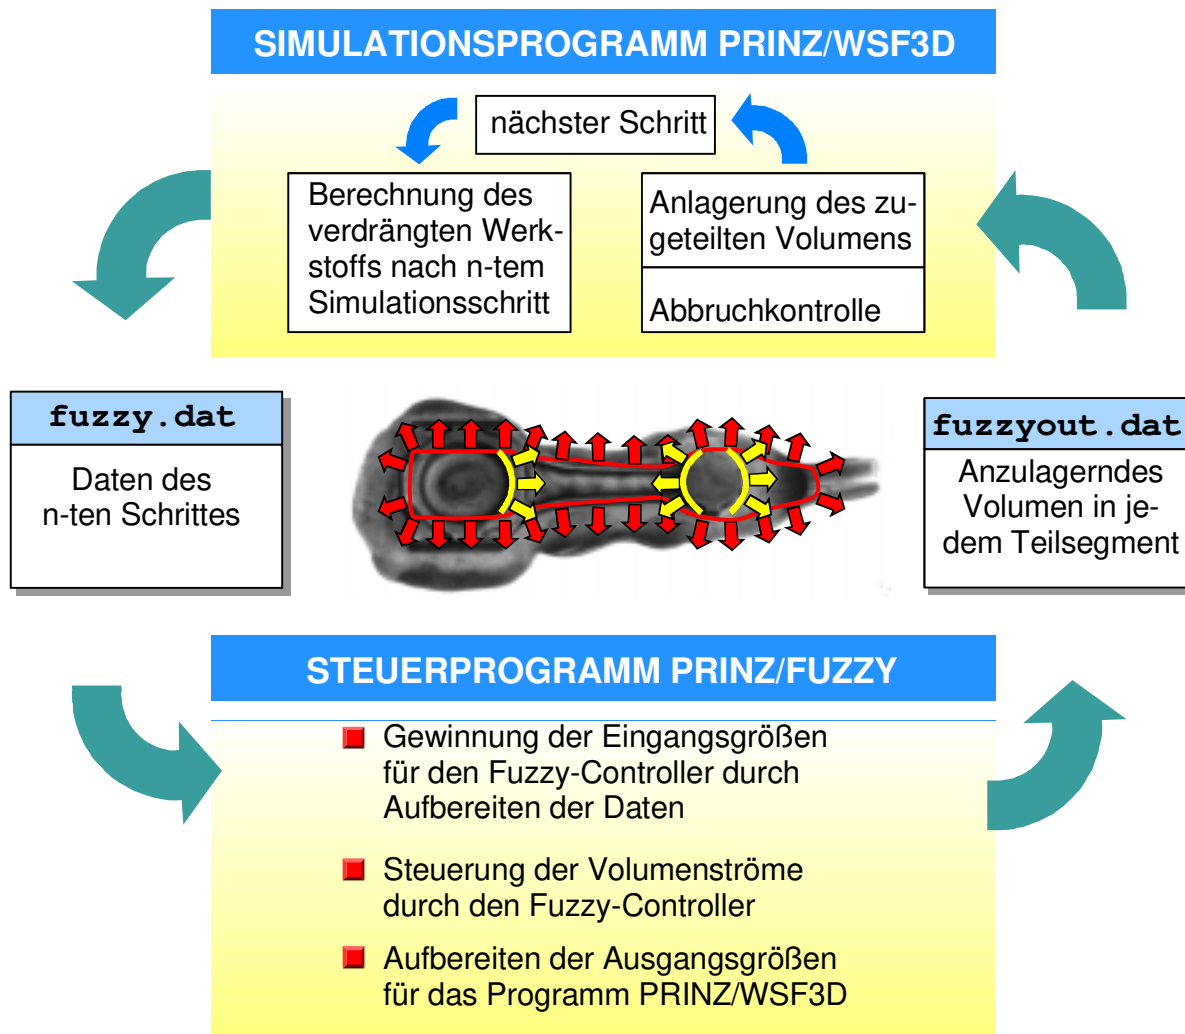 SIMULATIONSPROGRAMM PRINZ/WSF3D
nächster Schritt
Berechnung des
verdrängten Werk-
stoffs nach n-tem
Simulationsschritt
Anlagerung des zu-
geteilten Volumens
Abbruchkontrolle
fuzzy.dat
Daten des
n-ten Schrittes
fuzzyout.dat
Anzulagerndes
Volumen in je-
dem Teilsegment
STEUERPROGRAMM PRINZ/FUZZY
Gewinnung der Eingangsgrößen
für den Fuzzy-Controller durch
Aufbereiten der Daten
Steuerung der Volumenströme
durch den Fuzzy-Controller
Aufbereiten der Ausgangsgrößen
für das Programm PRINZ/WSF3D